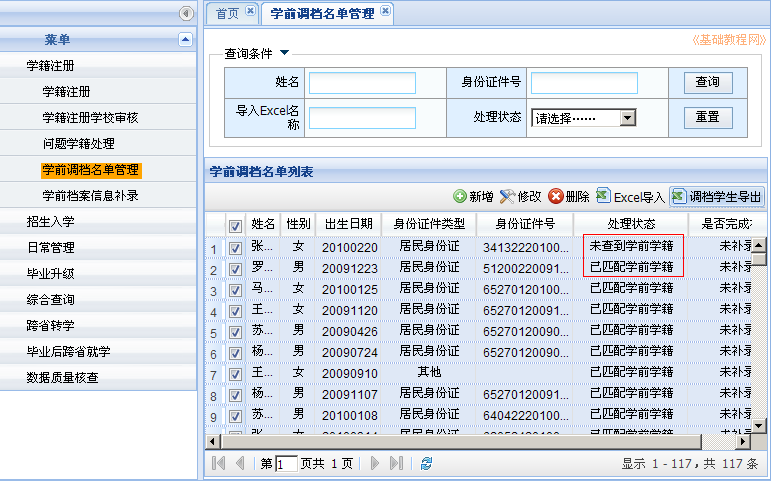 首页 学前调档名单管理
《基础教程网》
菜单
学籍注册
学籍注册
学籍注册学校审核
问题学籍处理
学前调档名单管理
学前档案信息补录
招生入学
日常管理
毕业升级
综合查询
跨省转学
毕业后跨省就学
数据质量核查
查询条件
姓名 身份证件号 查询
导入Excel名称 处理状态 请选择…… 重置
学前调档名单列表
新增 修改 删除 Excel导入 调档学生导出
姓名 性别 出生日期 身份证件类型 身份证件号 处理状态 是否完成
1 张... 女 20100220 居民身份证 34132220100... 未查到学前学籍 未补录
2 罗... 男 20091223 居民身份证 51200220091... 已匹配学前学籍 未补录
3 马... 男 20100125 居民身份证 65270120100... 已匹配学前学籍 未补录
4 王... 男 20091120 居民身份证 65270120091... 已匹配学前学籍 未补录
5 苏... 男 20090426 居民身份证 65270120090... 已匹配学前学籍 未补录
6 杨... 男 20090724 居民身份证 65270120090... 已匹配学前学籍 未补录
7 王... 女 20090910 其他 已匹配学前学籍 未补录
8 杨... 男 20091107 居民身份证 65270120091... 已匹配学前学籍 未补录
9 苏... 男 20100108 居民身份证 64042220100... 已匹配学前学籍 未补录
第 1 页共 1 页
显示 1 - 117，共 117 条